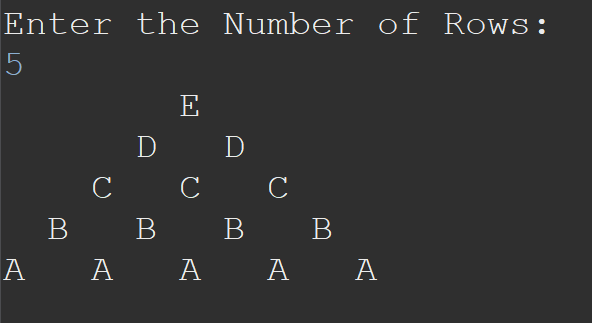 Enter the Number of Rows:
5
E
D D
C C C
B B B B
A A A A A